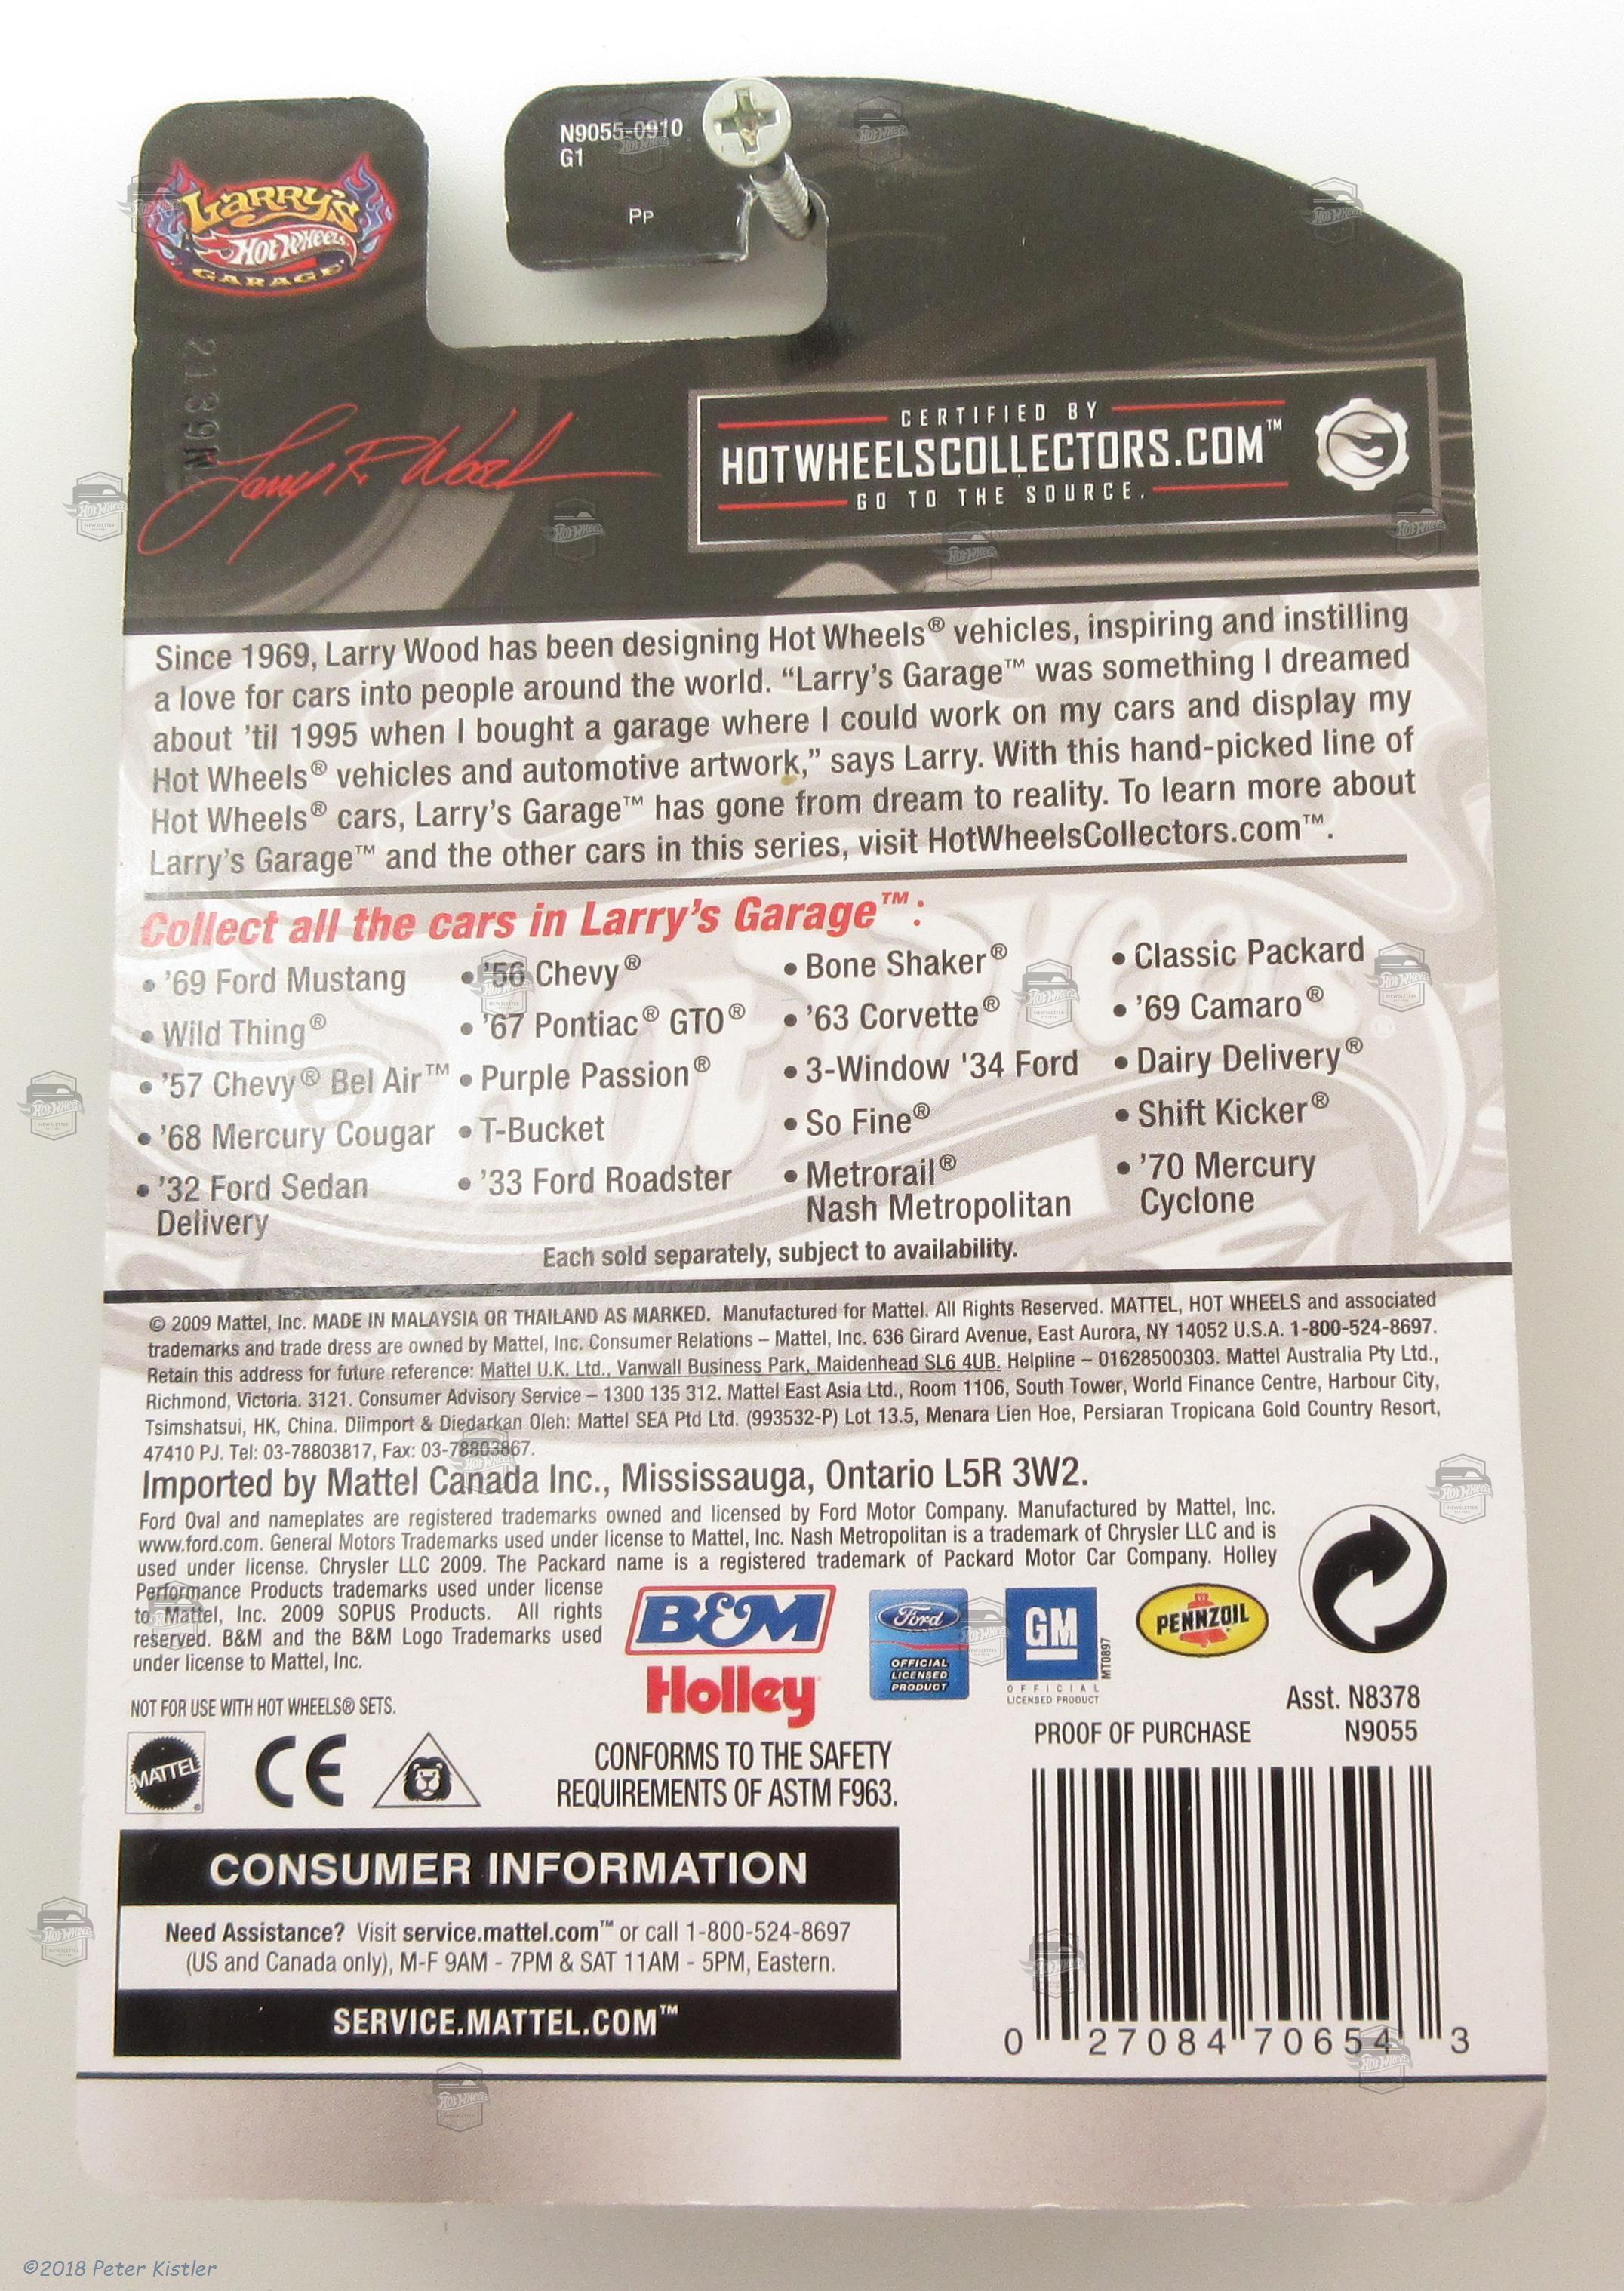 N9055-0910
G1
PP
LARRY'S
HOT WHEELS
GARAGE
2139
Larry R. Wood
CERTIFIED BY
HOTWHEELSCOLLECTORS.COM™
GO TO THE SOURCE.
Since 1969, Larry Wood has been designing Hot Wheels® vehicles, inspiring and instilling
a love for cars into people around the world. “Larry’s Garage™ was something I dreamed
about ’til 1995 when I bought a garage where I could work on my cars and display my
Hot Wheels® vehicles and automotive artwork,” says Larry. With this hand-picked line of
Hot Wheels® cars, Larry’s Garage™ has gone from dream to reality. To learn more about
Larry’s Garage™ and the other cars in this series, visit HotWheelsCollectors.com™.
Collect all the cars in Larry’s Garage™:
• ’69 Ford Mustang
• Wild Thing®
• ’57 Chevy® Bel Air™
• ’68 Mercury Cougar
• ’32 Ford Sedan
Delivery
• ’56 Chevy®
• ’67 Pontiac® GTO®
• Purple Passion®
• T-Bucket
• ’33 Ford Roadster
• Bone Shaker®
• ’63 Corvette®
• 3-Window '34 Ford
• So Fine®
• Metrorail®
Nash Metropolitan
• Classic Packard
• ’69 Camaro®
• Dairy Delivery®
• Shift Kicker®
• ’70 Mercury
Cyclone
Each sold separately, subject to availability.
© 2009 Mattel, Inc. MADE IN MALAYSIA OR THAILAND AS MARKED. Manufactured for Mattel. All Rights Reserved. MATTEL, HOT WHEELS and associated
trademarks and trade dress are owned by Mattel, Inc. Consumer Relations – Mattel, Inc. 636 Girard Avenue, East Aurora, NY 14052 U.S.A. 1-800-524-8697.
Retain this address for future reference: Mattel U.K. Ltd., Vanwall Business Park, Maidenhead SL6 4UB. Helpline – 01628500303. Mattel Australia Pty Ltd.,
Richmond, Victoria. 3121. Consumer Advisory Service – 1300 135 312. Mattel East Asia Ltd., Room 1106, South Tower, World Finance Centre, Harbour City,
Tsimshatsui, HK, China. Diimport & Diedarkan Oleh: Mattel SEA Ptd Ltd. (993532-P) Lot 13.5, Menara Lien Hoe, Persiaran Tropicana Gold Country Resort,
47410 PJ. Tel: 03-78803817, Fax: 03-78803867.
Imported by Mattel Canada Inc., Mississauga, Ontario L5R 3W2.
Ford Oval and nameplates are registered trademarks owned and licensed by Ford Motor Company. Manufactured by Mattel, Inc.
www.ford.com. General Motors Trademarks used under license to Mattel, Inc. Nash Metropolitan is a trademark of Chrysler LLC and is
used under license. Chrysler LLC 2009. The Packard name is a registered trademark of Packard Motor Car Company. Holley
Performance Products trademarks used under license
to Mattel, Inc. 2009 SOPUS Products. All rights
reserved. B&M and the B&M Logo Trademarks used
under license to Mattel, Inc.
B&M
Holley
Ford
OFFICIAL
LICENSED
PRODUCT
GM
OFFICIAL
LICENSED PRODUCT
MT0897
PENNZOIL
NOT FOR USE WITH HOT WHEELS® SETS.
Asst. N8378
N9055
PROOF OF PURCHASE
MATTEL
CE
CONFORMS TO THE SAFETY
REQUIREMENTS OF ASTM F963.
CONSUMER INFORMATION
Need Assistance? Visit service.mattel.com™ or call 1-800-524-8697
(US and Canada only), M-F 9AM - 7PM & SAT 11AM - 5PM, Eastern.
SERVICE.MATTEL.COM™
0 27084 70654 3
©2018 Peter Kistler